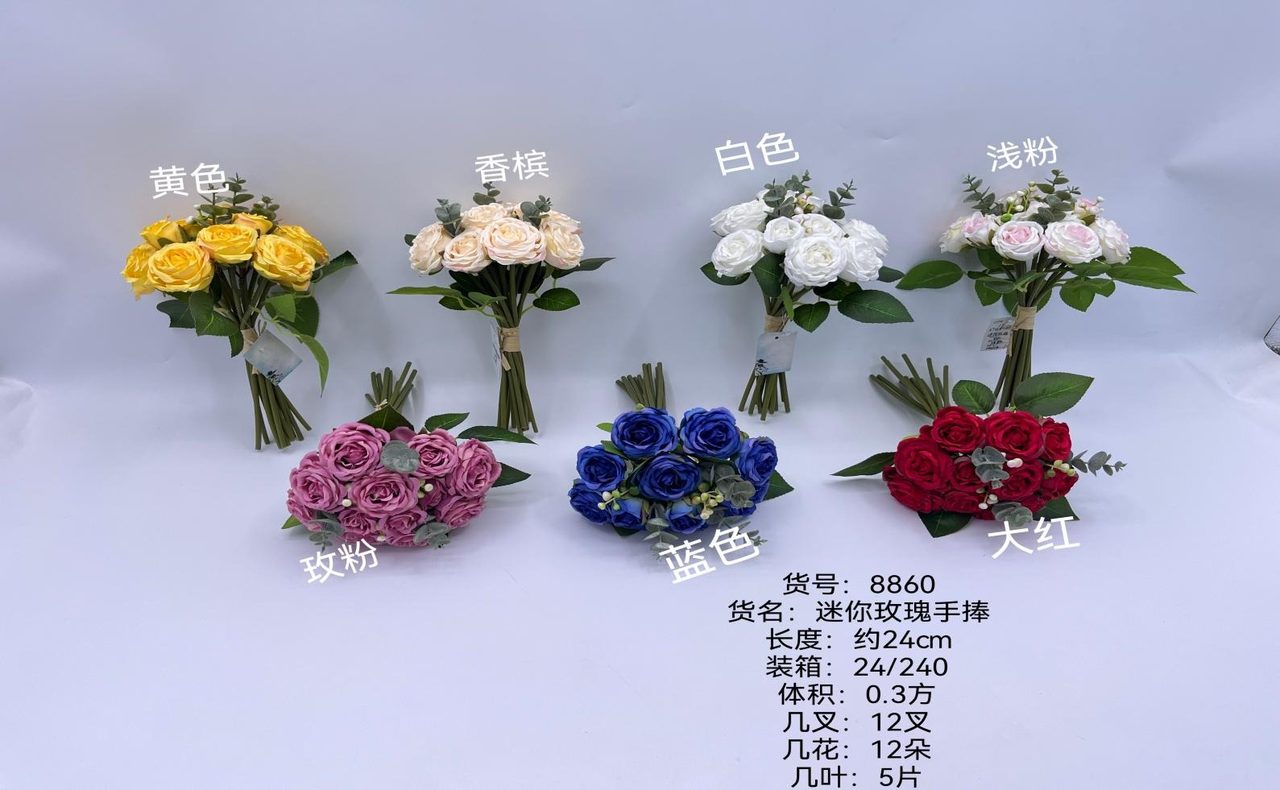 黄色
香槟
白色
浅粉
玫粉
蓝色
大红
货号：8860
货名：迷你玫瑰手捧
长度：约24cm
装箱：24/240
体积：0.3方
几叉：12叉
几花：12朵
几叶：5片